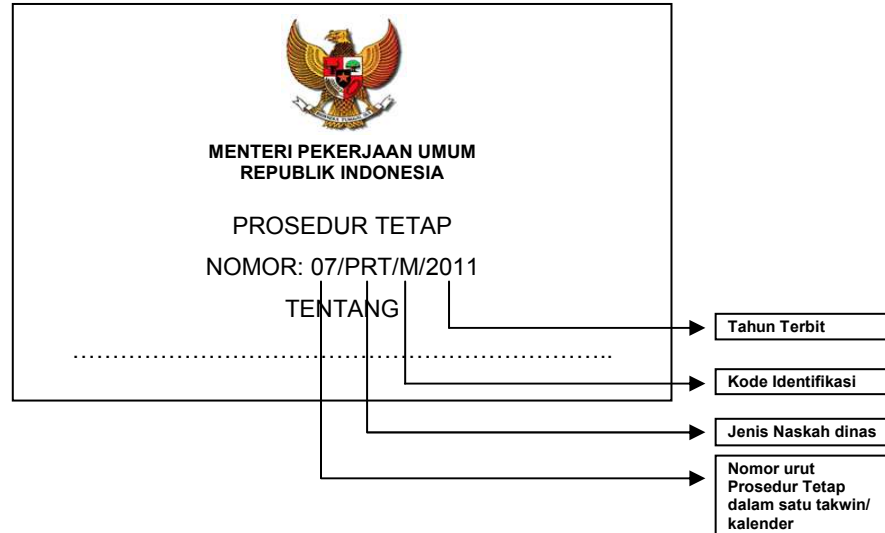 MENTERI PEKERJAAN UMUM
REPUBLIK INDONESIA
PROSEDUR TETAP
NOMOR: 07/PRT/M/2011
TENTANG
……………………………………………………………..
Tahun Terbit
Kode Identifikasi
Jenis Naskah dinas
Nomor urut
Prosedur Tetap
dalam satu takwin/
kalender